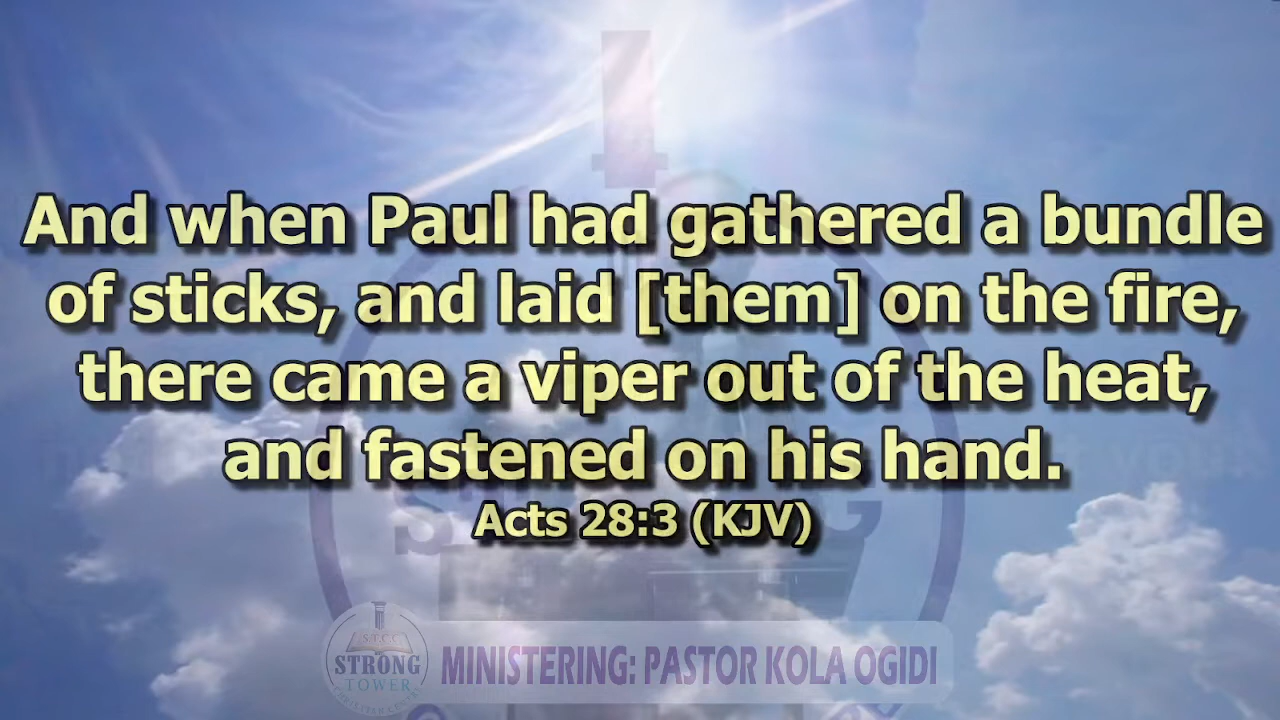 And when Paul had gathered a bundle
of sticks, and laid [them] on the fire,
there came a viper out of the heat,
and fastened on his hand.
Acts 28:3 (KJV)
S.T.C.C
STRONG
TOWER
MINISTERING: PASTOR KOLA OGIDI